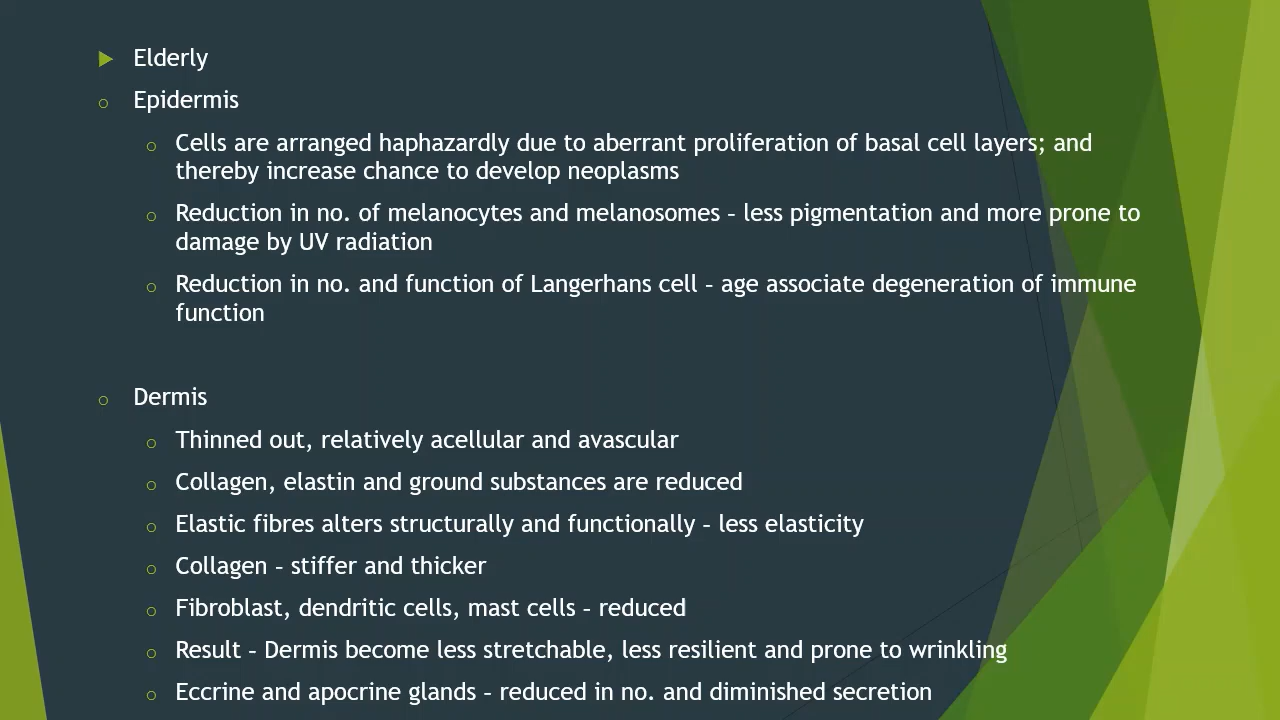 Elderly
Epidermis
Cells are arranged haphazardly due to aberrant proliferation of basal cell layers; and
thereby increase chance to develop neoplasms
Reduction in no. of melanocytes and melanosomes – less pigmentation and more prone to
damage by UV radiation
Reduction in no. and function of Langerhans cell – age associate degeneration of immune
function
Dermis
Thinned out, relatively acellular and avascular
Collagen, elastin and ground substances are reduced
Elastic fibres alters structurally and functionally – less elasticity
Collagen – stiffer and thicker
Fibroblast, dendritic cells, mast cells – reduced
Result – Dermis become less stretchable, less resilient and prone to wrinkling
Eccrine and apocrine glands – reduced in no. and diminished secretion